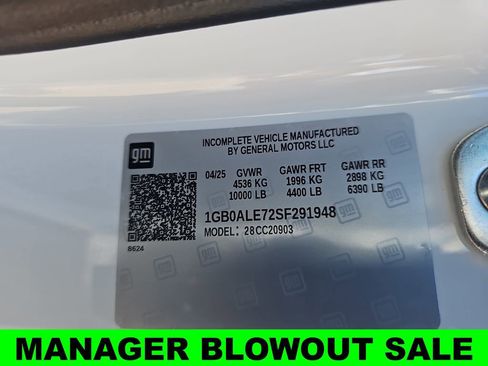 gm
INCOMPLETE VEHICLE MANUFACTURED
BY GENERAL MOTORS LLC
04/25 GVWR GAWR FRT GAWR RR
4536 KG 1996 KG 2898 KG
10000 LB 4400 LB 6390 LB
1GB0ALE72SF291948
MODEL: 28CC20903
8624
MANAGER BLOWOUT SALE